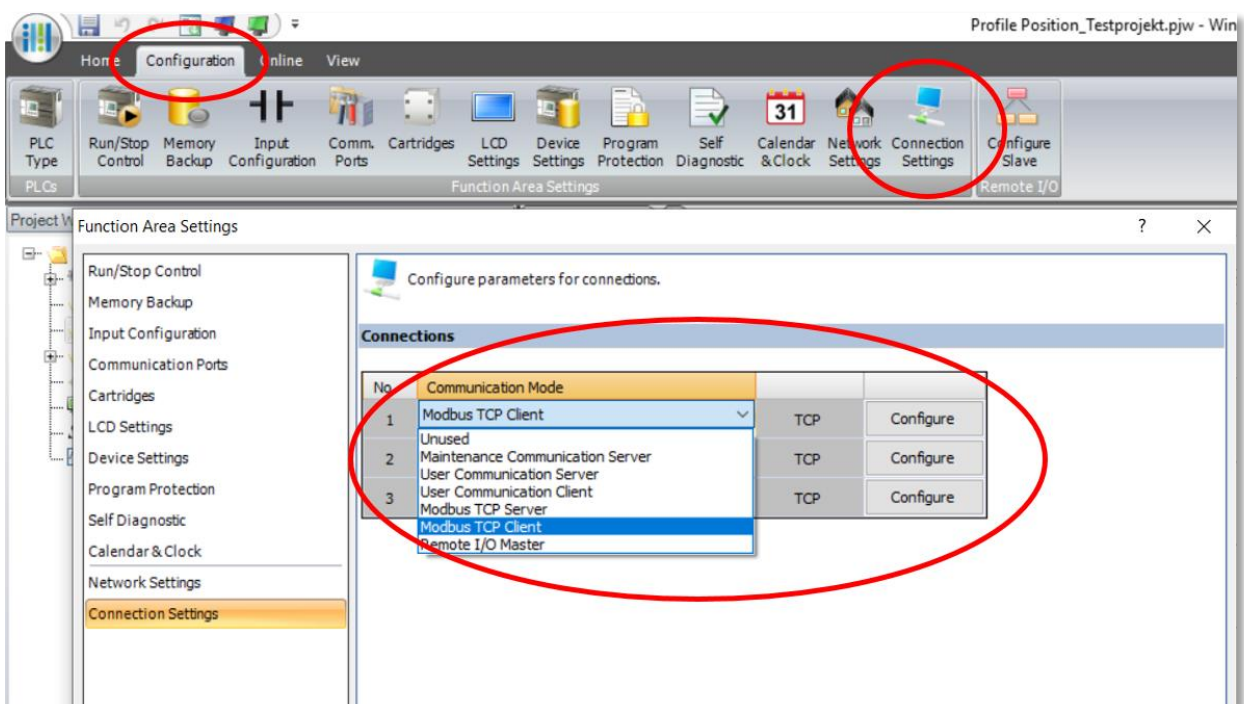 Profile Position_Testprojekt.pjw - Win
Home Configuration Online View
PLC Type
Run/Stop Control
Memory Backup
Input Configuration
Comm. Ports
Cartridges
LCD Settings
Device Settings
Program Protection
Self Diagnostic
31
Calendar & Clock
Network Settings
Connection Settings
Configure Slave
PLCs
Function Area Settings
Remote I/O
Project W
Function Area Settings
? ×
Run/Stop Control
Memory Backup
Input Configuration
Communication Ports
Cartridges
LCD Settings
Device Settings
Program Protection
Self Diagnostic
Calendar & Clock
Network Settings
Connection Settings
Configure parameters for connections.
Connections
No. Communication Mode
1 Modbus TCP Client TCP Configure
Unused
2 Maintenance Communication Server TCP Configure
User Communication Server
User Communication Client
3 Modbus TCP Server TCP Configure
Modbus TCP Client
Remote I/O Master